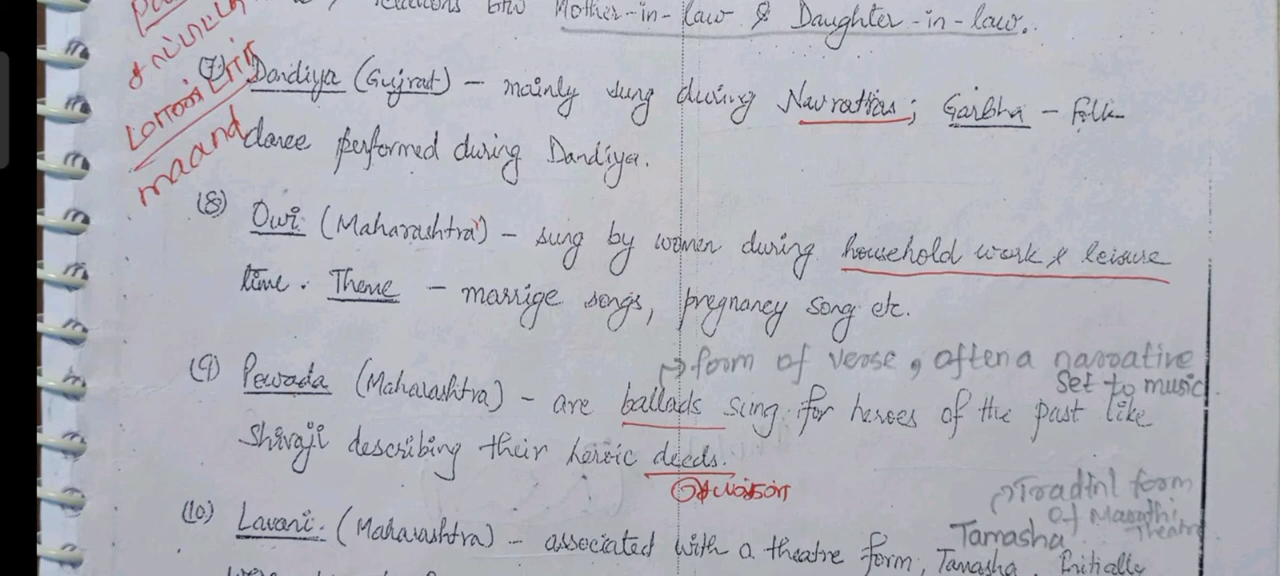 relations btw Mother-in-law & Daughter-in-law.
(7) Dandiya (Gujrat) - mainly sung during Navratras; Garbha - Folk
dance performed during Dandiya.
(8) Owi (Maharashtra) - sung by women during household work & leisure
time. Theme - marrige songs, pregnancy song etc.
form of verse, often a narrative
set to music
(9) Powada (Maharashtra) - are ballads sung for heroes of the past like
Shivaji describing their heroic deeds.
Tradtnl form
of Marathi
Theatre
Tamasha
(10) Lavani. (Maharashtra) - associated with a theatre form, Tamasha. Initially
maand